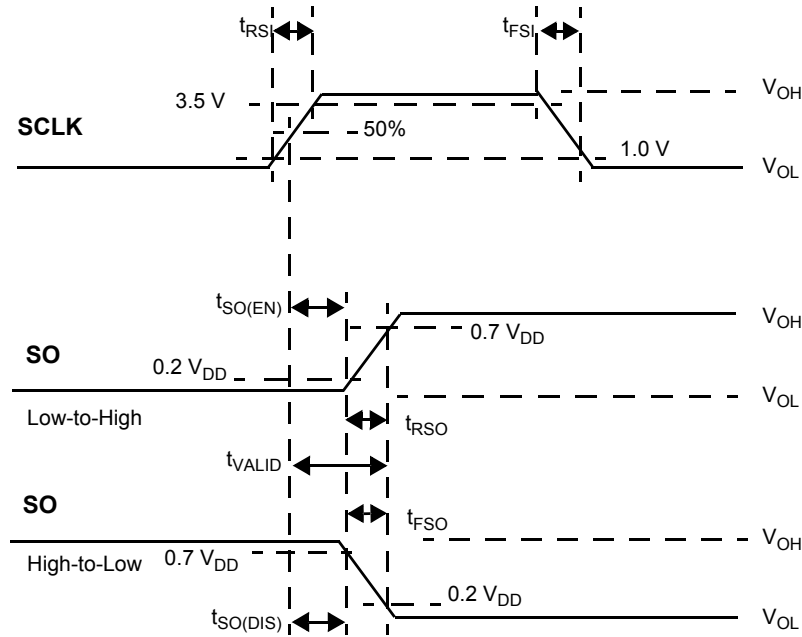 tRSI
tFSI
VOH
3.5 V
SCLK
50%
1.0 V
VOL
tSO(EN)
VOH
0.7 VDD
SO
0.2 VDD
VOL
Low-to-High
tRSO
tVALID
SO
tFSO
VOH
High-to-Low
0.7 VDD
0.2 VDD
tSO(DIS)
VOL